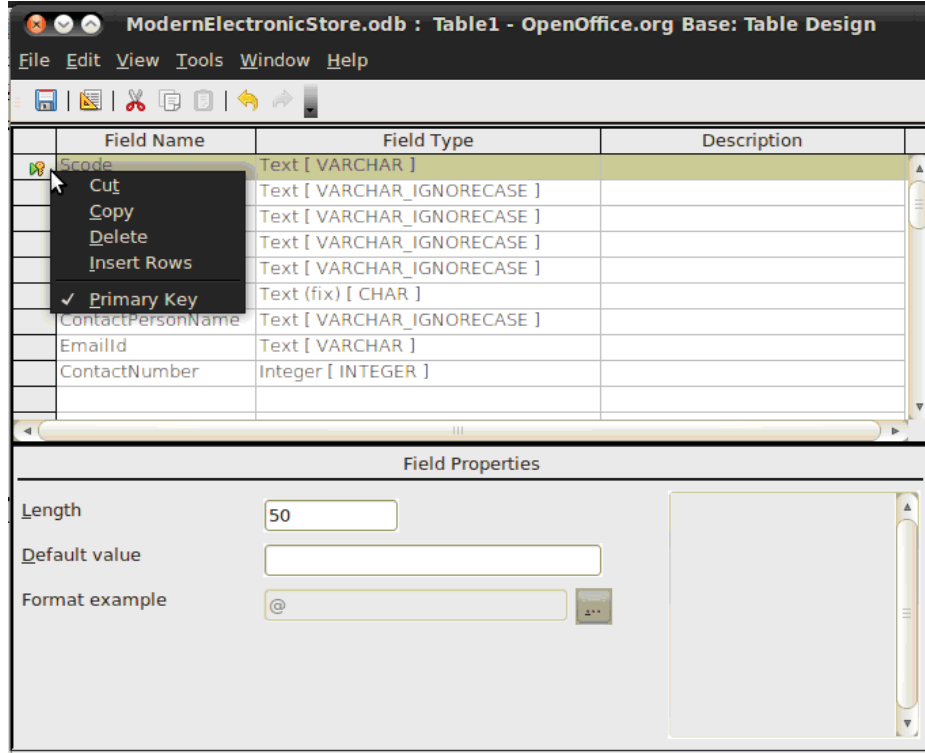 ModernElectronicStore.odb : Table1 - OpenOffice.org Base: Table Design
File Edit View Tools Window Help
Field Name Field Type Description
Scode Text [ VARCHAR ]
Cut Text [ VARCHAR_IGNORECASE ]
Copy Text [ VARCHAR_IGNORECASE ]
Delete Text [ VARCHAR_IGNORECASE ]
Insert Rows Text [ VARCHAR_IGNORECASE ]
✓ Primary Key Text (fix) [ CHAR ]
ContactPersonName Text [ VARCHAR_IGNORECASE ]
EmailId Text [ VARCHAR ]
ContactNumber Integer [ INTEGER ]
Field Properties
Length 50
Default value
Format example @ ...